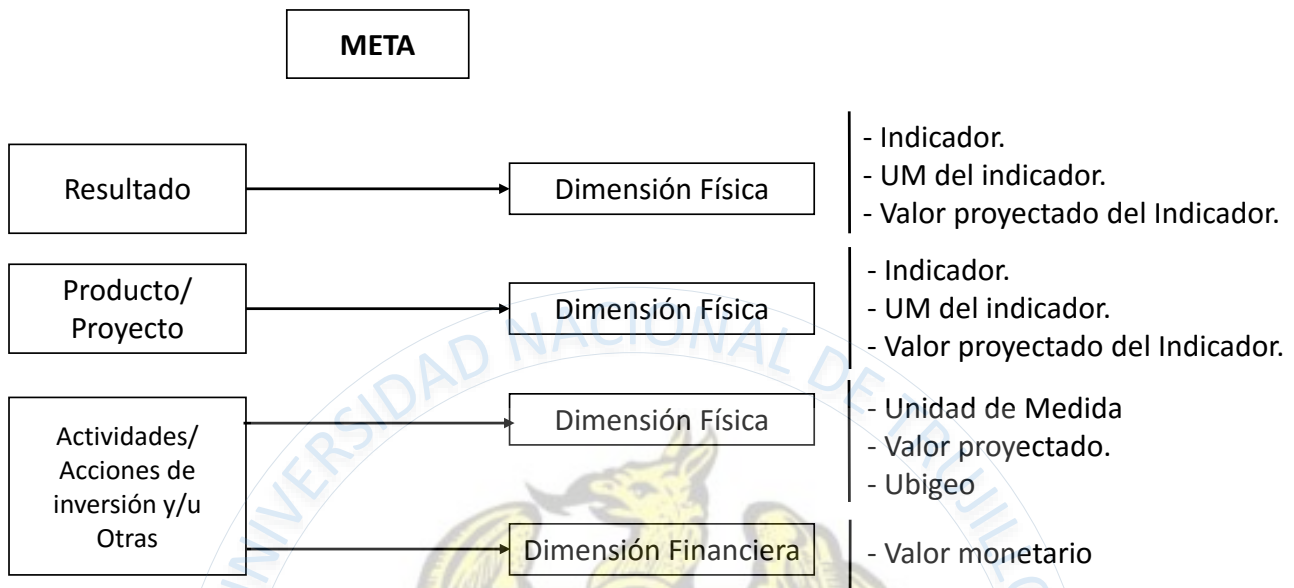 META
Resultado
Dimensión Física
- Indicador.
- UM del indicador.
- Valor proyectado del Indicador.
Producto/
Proyecto
Dimensión Física
- Indicador.
- UM del indicador.
- Valor proyectado del Indicador.
Actividades/
Acciones de
inversión y/u
Otras
Dimensión Física
- Unidad de Medida
- Valor proyectado.
- Ubigeo
Dimensión Financiera
- Valor monetario
UNIVERSIDAD NACIONAL DE TRUJILLO